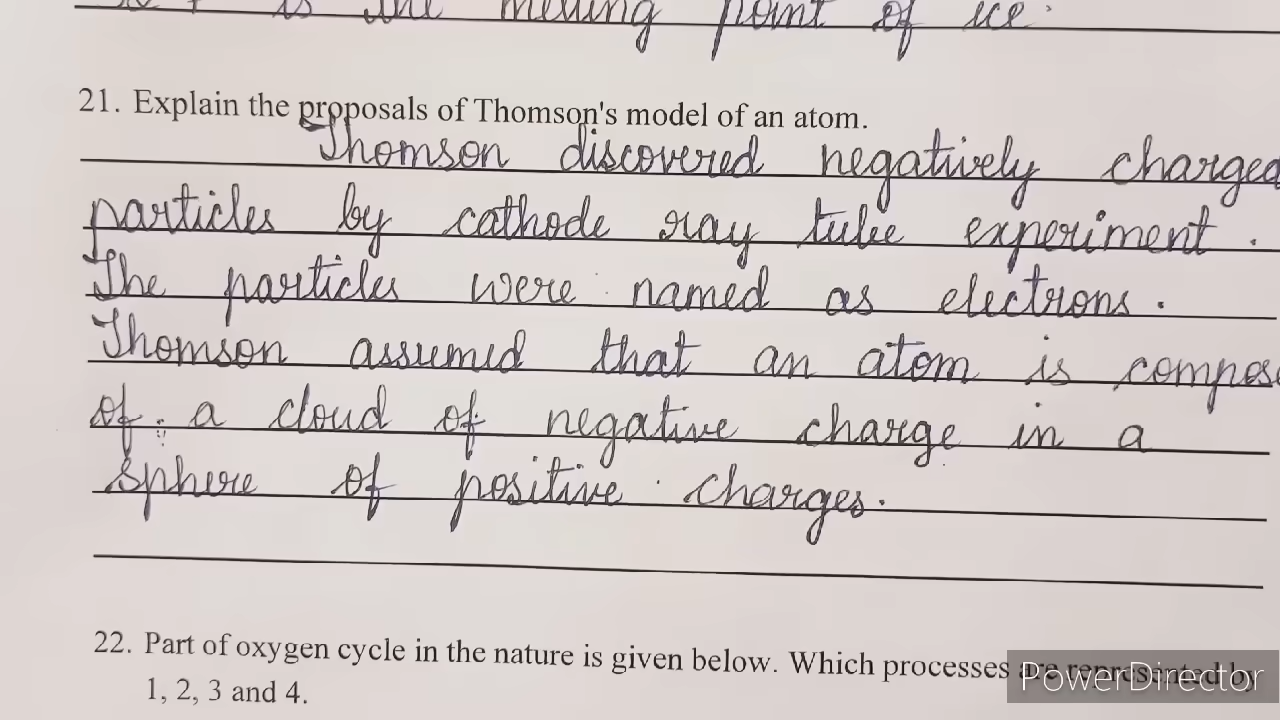 is the melting point of ice.
21. Explain the proposals of Thomson's model of an atom.
Thomson discovered negatively charged
particles by cathode ray tube experiment.
The particles were named as electrons.
Thomson assumed that an atom is compos
of a cloud of negative charge in a
sphere of positive charges.
22. Part of oxygen cycle in the nature is given below. Which processes are represented by
1, 2, 3 and 4.
PowerDirector